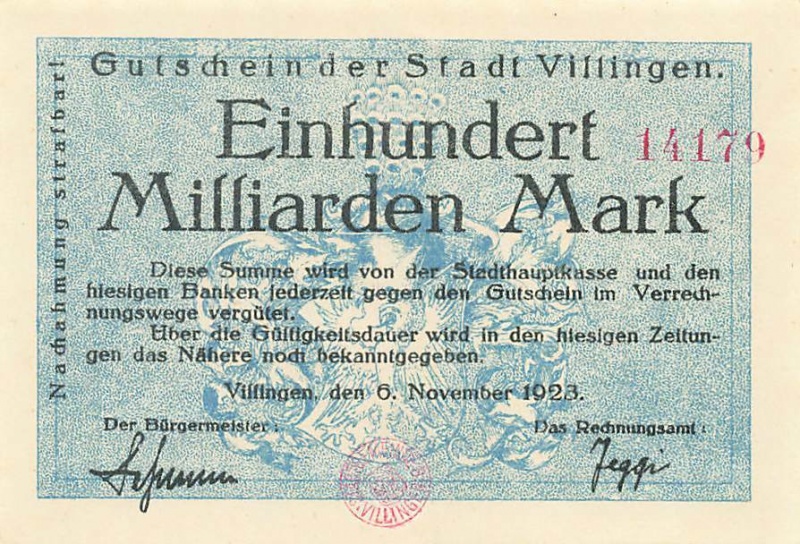 Gutschein der Stadt Villingen.
Nachahmung strafbar!
Einhundert
14179
Milliarden Mark
Diese Summe wird von der Stadthauptkasse und den
hiesigen Banken jederzeit gegen den Gutschein im Verrech-
nungswege vergütet.
Über die Gültigkeitsdauer wird in den hiesigen Zeitun-
gen das Nähere noch bekanntgegeben.
Villingen, den 6. November 1923.
Der Bürgermeister:
Das Rechnungsamt: